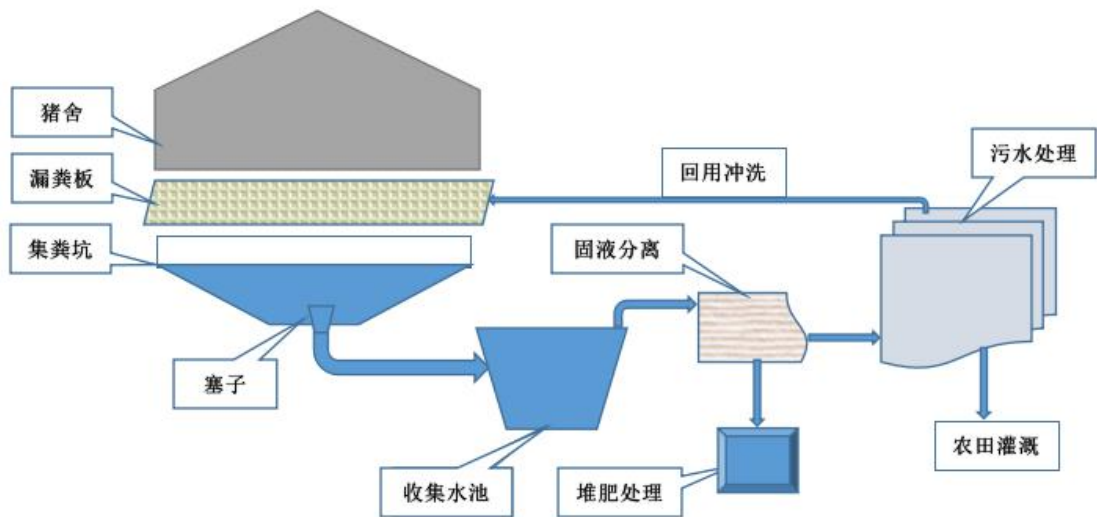 猪舍
漏粪板
集粪坑
塞子
收集水池
固液分离
堆肥处理
回用冲洗
污水处理
农田灌溉